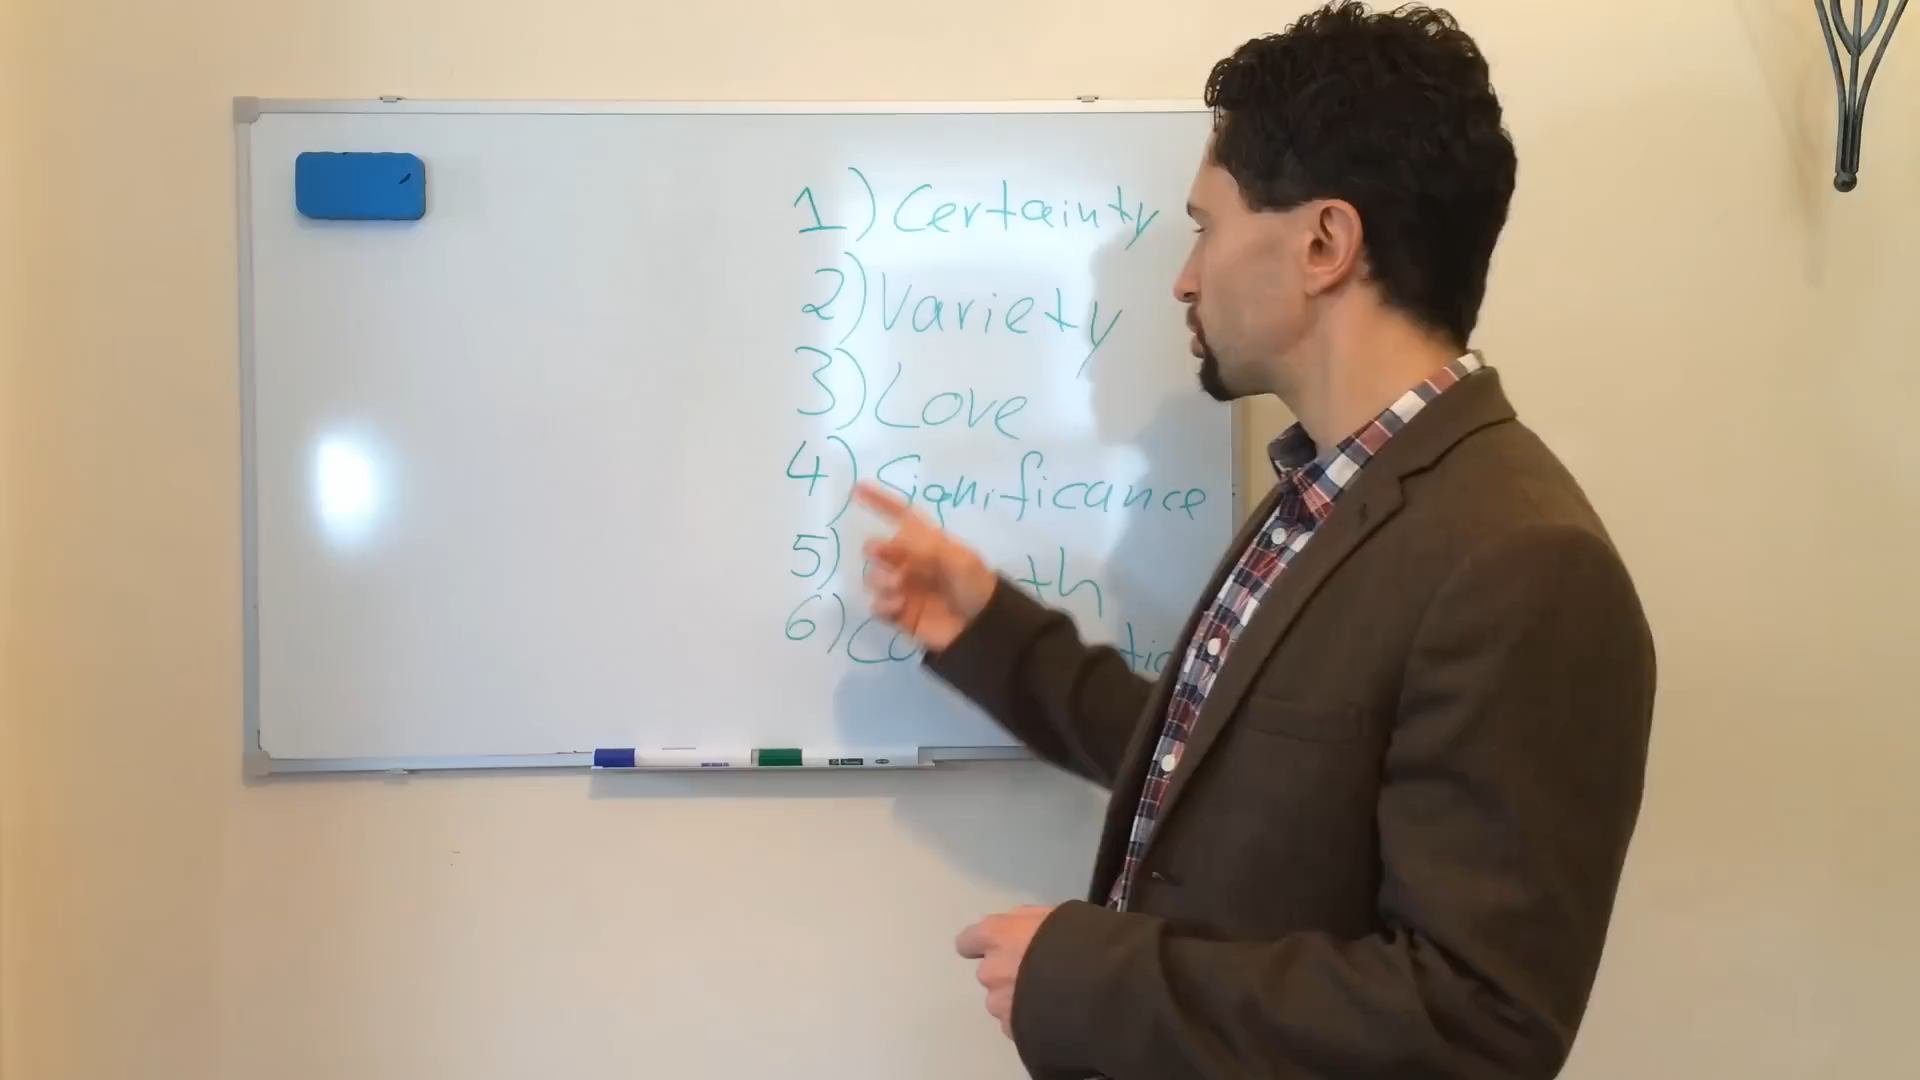 1) Certainty
2) Variety
3) Love
4) Significance
5)
6)